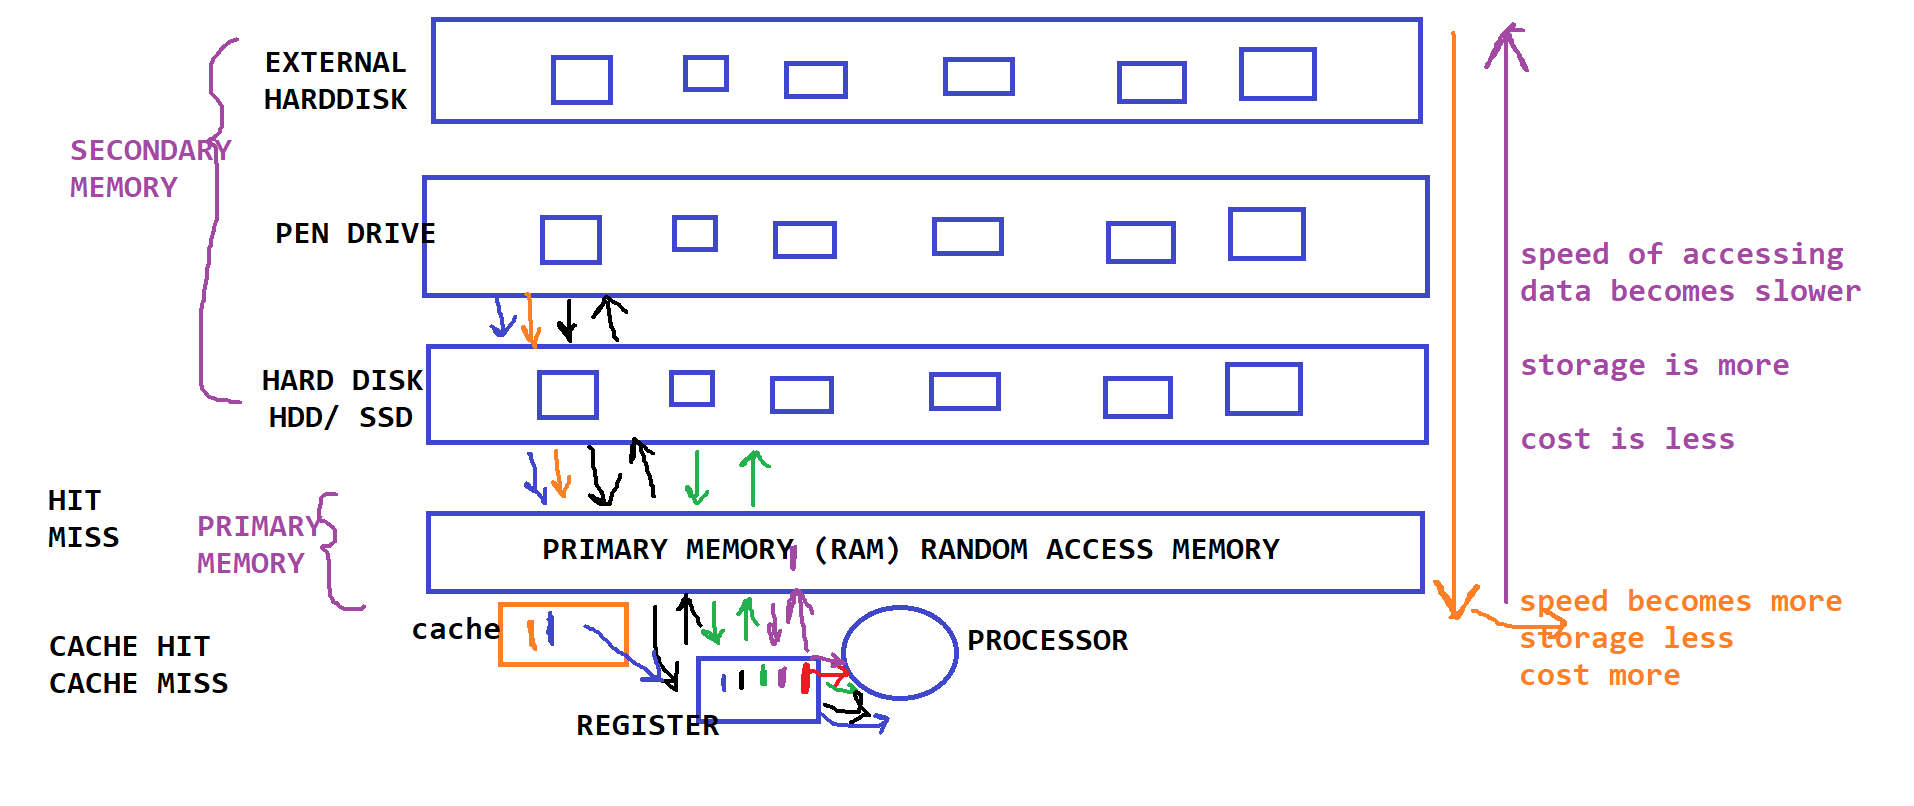 EXTERNAL
HARDDISK
SECONDARY
MEMORY
PEN DRIVE
speed of accessing
data becomes slower
storage is more
cost is less
HARD DISK
HDD/ SSD
HIT
MISS
PRIMARY
MEMORY
PRIMARY MEMORY (RAM) RANDOM ACCESS MEMORY
cache
PROCESSOR
speed becomes more
storage less
cost more
CACHE HIT
CACHE MISS
REGISTER